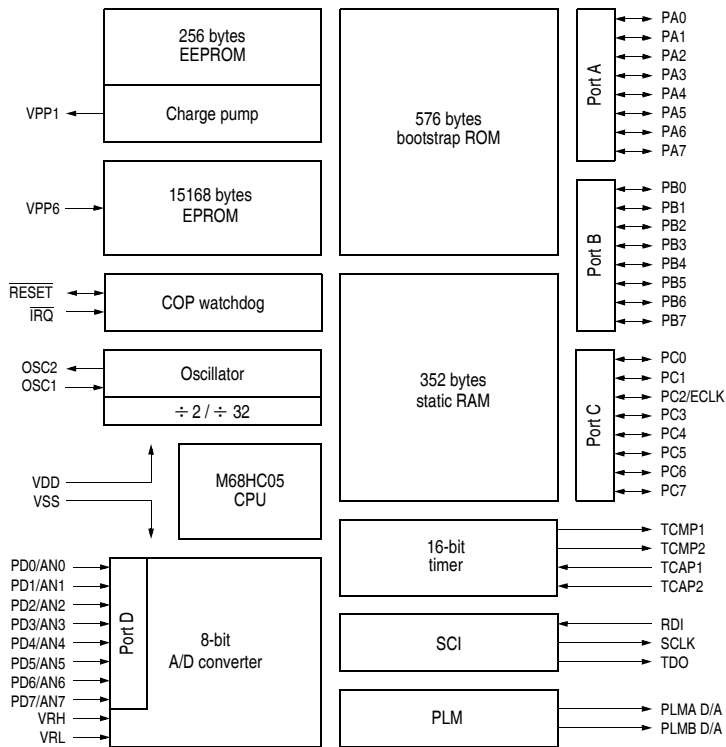 256 bytes
EEPROM
Charge pump
VPP1
15168 bytes
EPROM
VPP6
COP watchdog
RESET
IRQ
Oscillator
÷ 2 / ÷ 32
OSC2
OSC1
M68HC05
CPU
VDD
VSS
PD0/AN0
PD1/AN1
PD2/AN2
PD3/AN3
PD4/AN4
PD5/AN5
PD6/AN6
PD7/AN7
VRH
VRL
Port D
8-bit
A/D converter
576 bytes
bootstrap ROM
352 bytes
static RAM
16-bit
timer
SCI
PLM
Port A
PA0
PA1
PA2
PA3
PA4
PA5
PA6
PA7
Port B
PB0
PB1
PB2
PB3
PB4
PB5
PB6
PB7
Port C
PC0
PC1
PC2/ECLK
PC3
PC4
PC5
PC6
PC7
TCMP1
TCMP2
TCAP1
TCAP2
RDI
SCLK
TDO
PLMA D/A
PLMB D/A